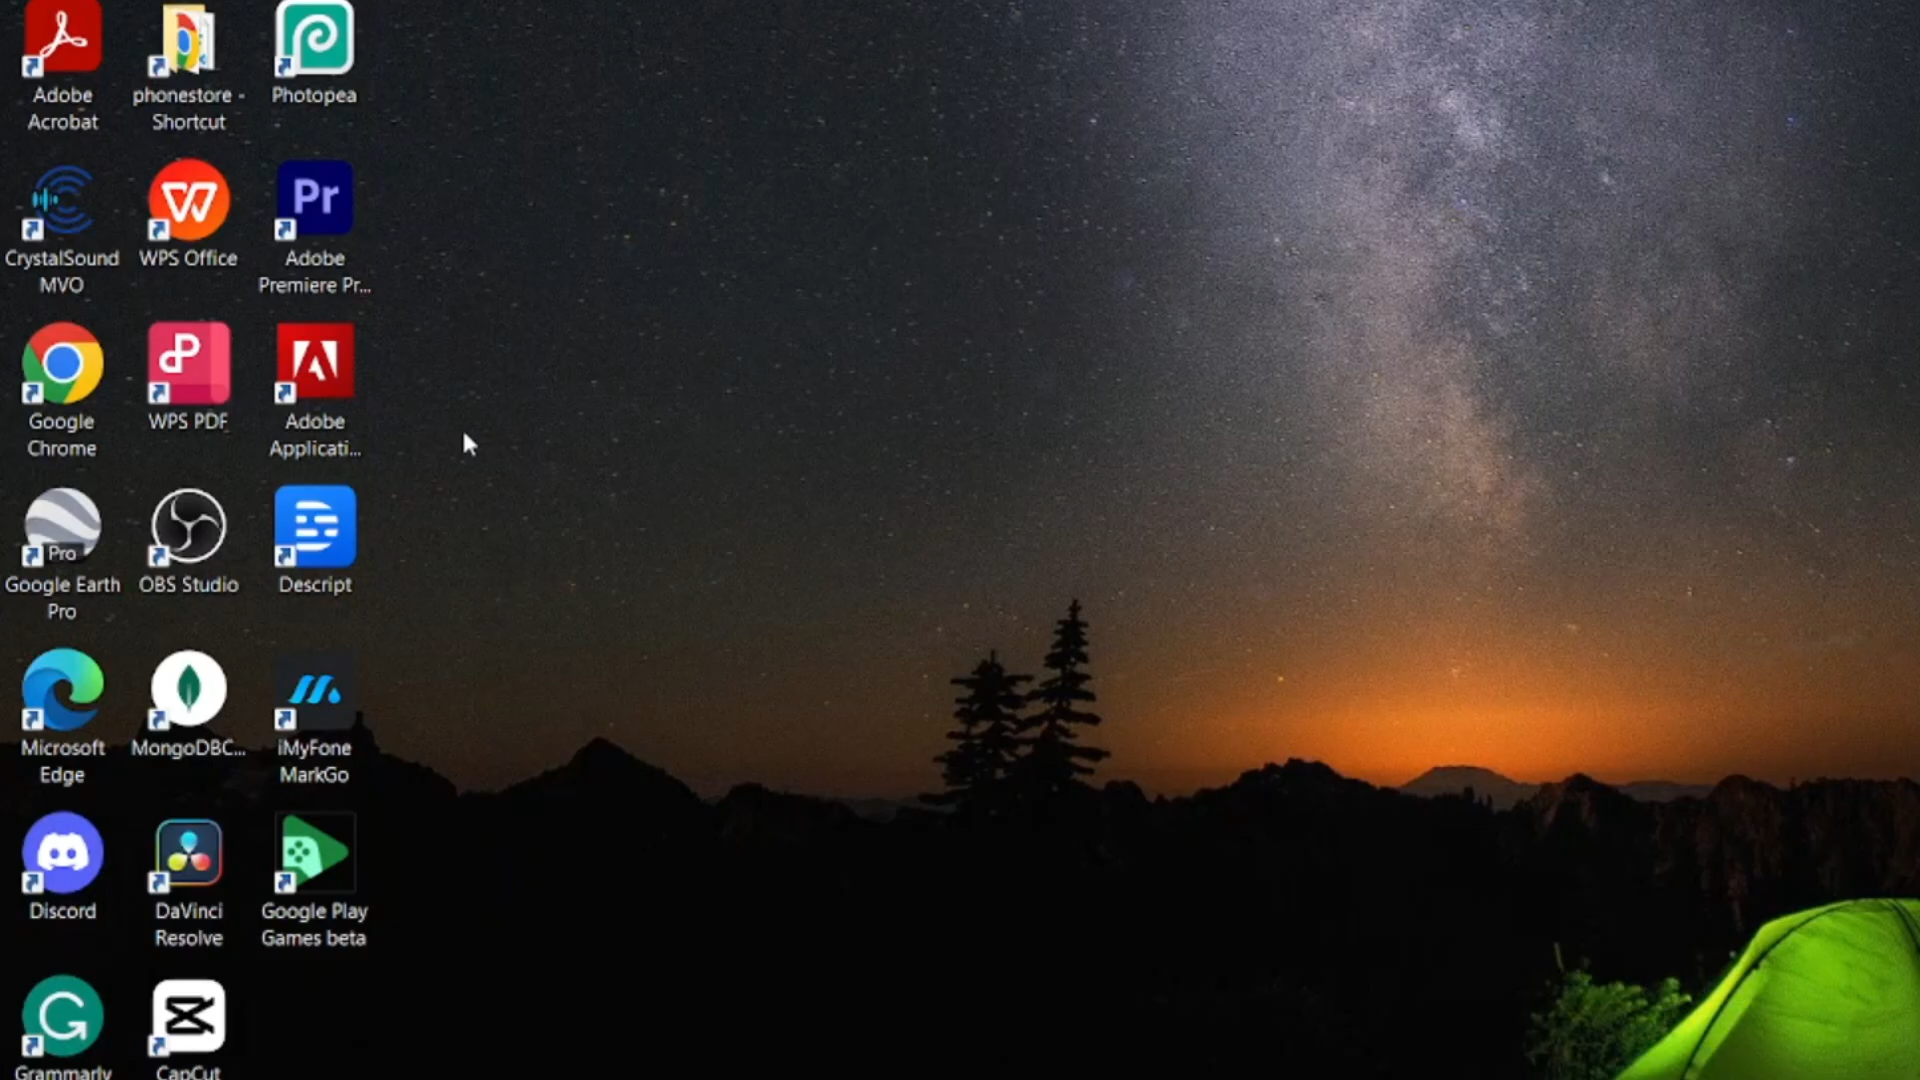 Adobe
Acrobat
phonestore -
Shortcut
Photopea
CrystalSound
MVO
WPS Office
Pr
Adobe
Premiere Pr...
Google
Chrome
WPS PDF
Adobe
Applicati...
Pro
Google Earth
Pro
OBS Studio
Descript
Microsoft
Edge
MongoDBC...
iMyFone
MarkGo
Discord
DaVinci
Resolve
Google Play
Games beta
Grammarly
CapCut